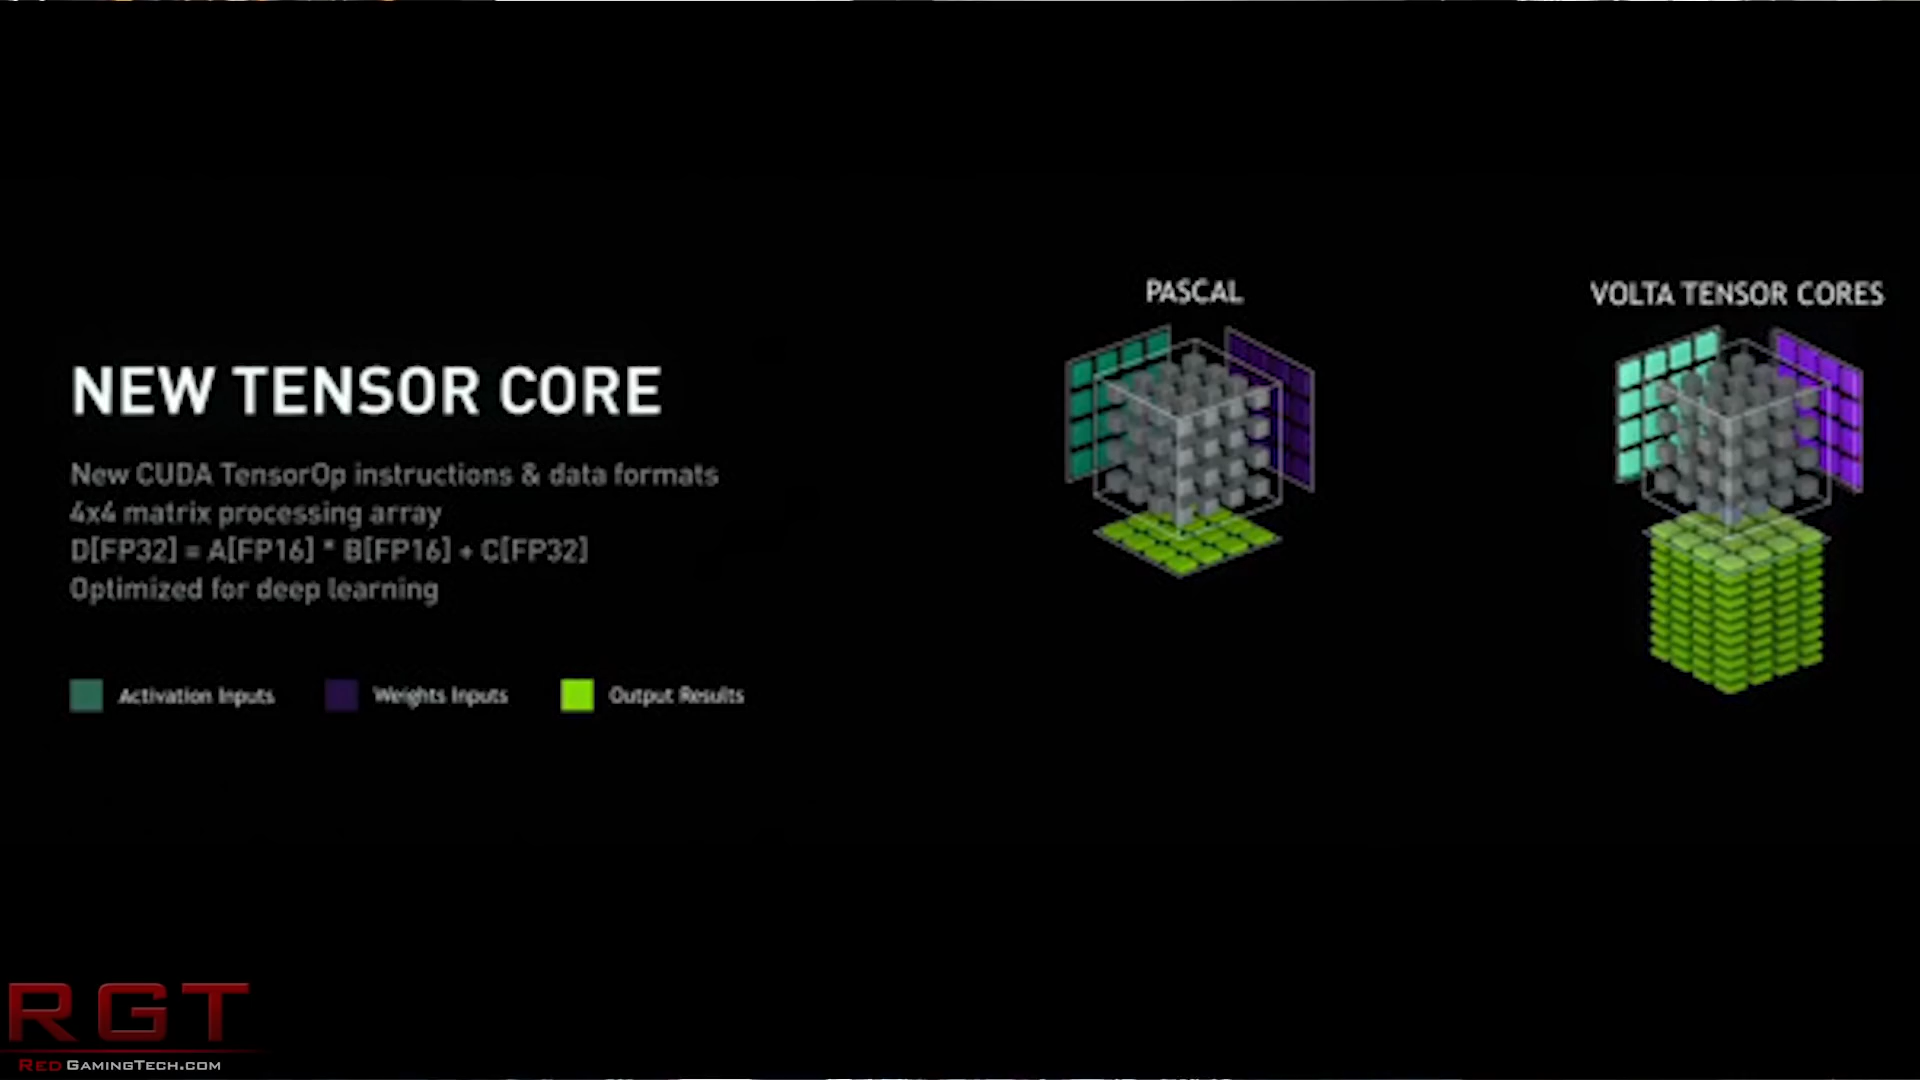 PASCAL
VOLTA TENSOR CORES
NEW TENSOR CORE
New CUDA TensorOp instructions & data formats
4x4 matrix processing array
D[FP32] = A[FP16] * B[FP16] + C[FP32]
Optimized for deep learning
Activation Inputs
Weights Inputs
Output Results
RGT
REDGAMINGTECH.COM